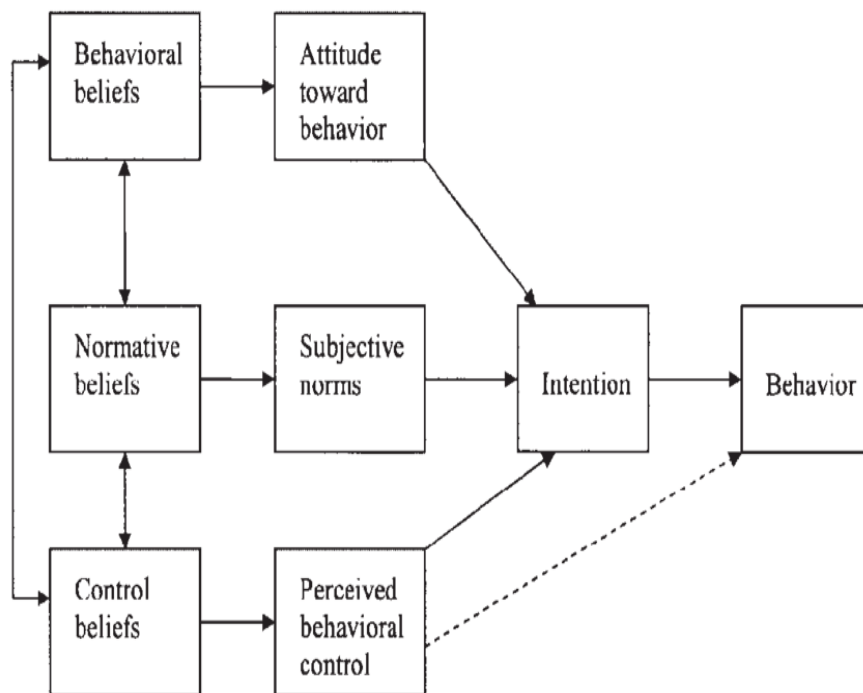 Behavioral
beliefs
Attitude
toward
behavior
Normative
beliefs
Subjective
norms
Intention
Behavior
Control
beliefs
Perceived
behavioral
control